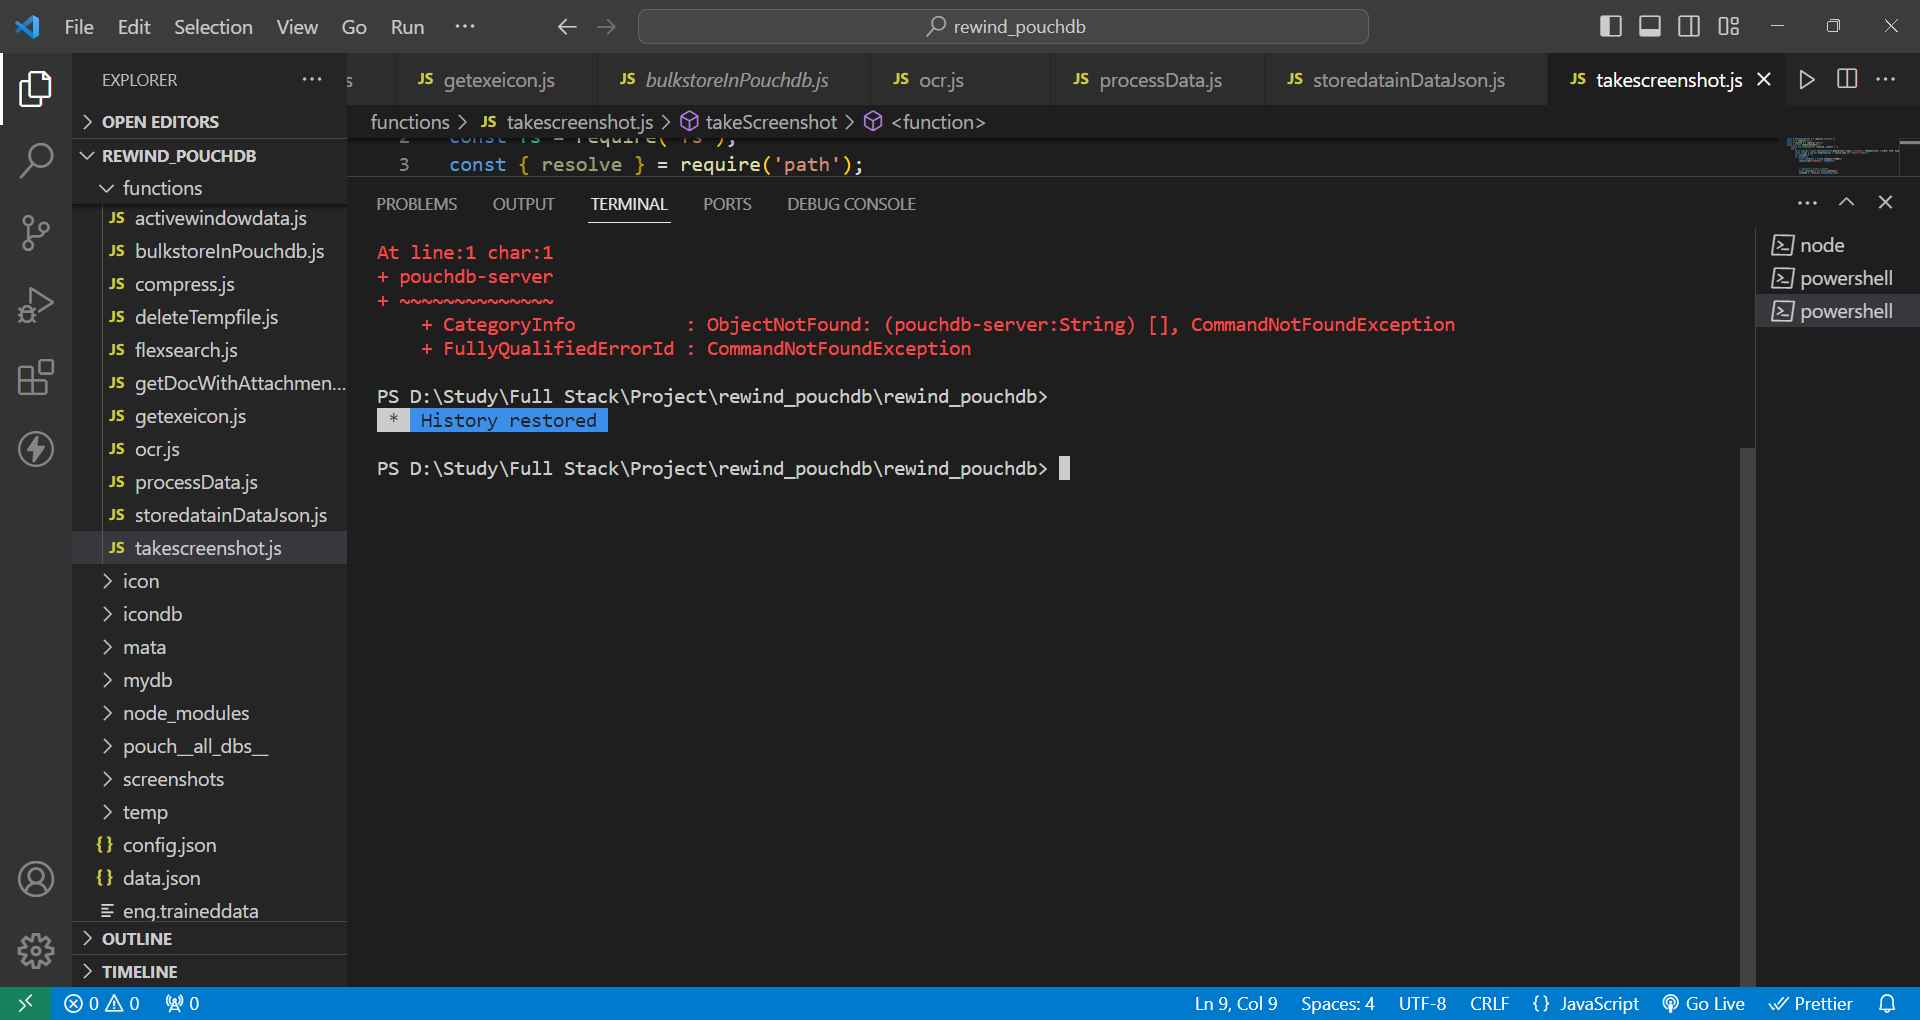 File Edit Selection View Go Run ···
rewind_pouchdb
EXPLORER ···
OPEN EDITORS
REWIND_POUCHDB
functions
JS activewindowdata.js
JS bulkstoreInPouchdb.js
JS compress.js
JS deleteTempfile.js
JS flexsearch.js
JS getDocWithAttachmen...
JS getexeicon.js
JS ocr.js
JS processData.js
JS storedatainDataJson.js
JS takescreenshot.js
icon
icondb
mata
mydb
node_modules
pouch__all_dbs__
screenshots
temp
{} config.json
{} data.json
eng.traineddata
OUTLINE
TIMELINE
s JS getexeicon.js JS bulkstoreInPouchdb.js JS ocr.js JS processData.js JS storedatainDataJson.js JS takescreenshot.js
functions > JS takescreenshot.js > takeScreenshot > <function>
2 const fs = require('fs');
3 const { resolve } = require('path');
PROBLEMS OUTPUT TERMINAL PORTS DEBUG CONSOLE
At line:1 char:1
+ pouchdb-server
+ ~~~~~~~~~~~~~~
+ CategoryInfo : ObjectNotFound: (pouchdb-server:String) [], CommandNotFoundException
+ FullyQualifiedErrorId : CommandNotFoundException
PS D:\Study\Full Stack\Project\rewind_pouchdb\rewind_pouchdb>
* History restored
PS D:\Study\Full Stack\Project\rewind_pouchdb\rewind_pouchdb>
node
powershell
powershell
0 0 0
Ln 9, Col 9 Spaces: 4 UTF-8 CRLF {} JavaScript Go Live Prettier